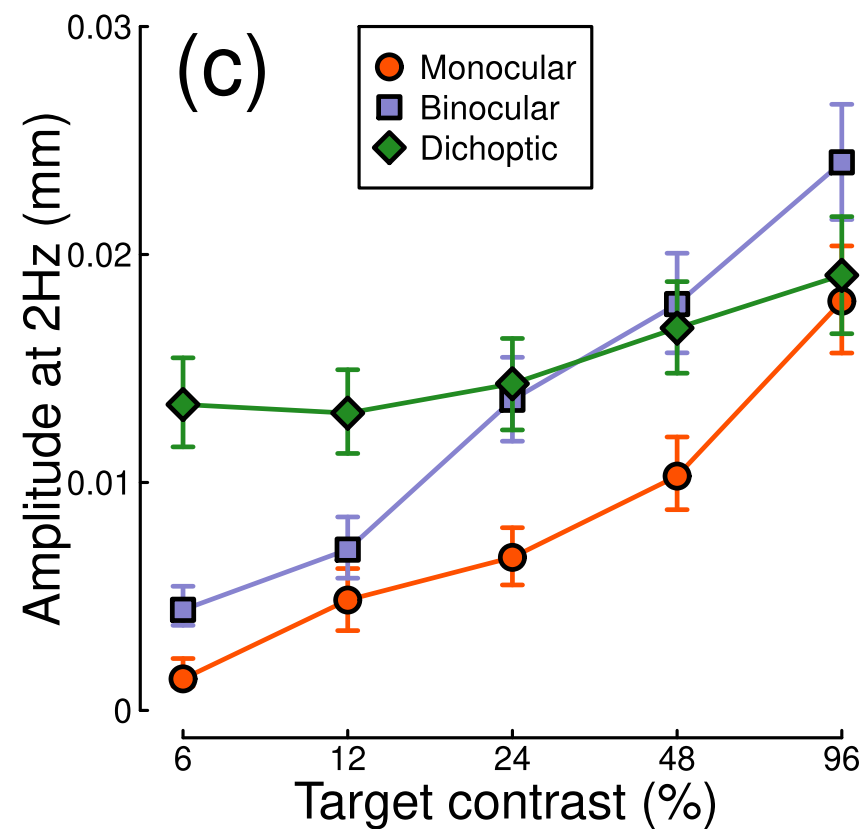 (c)
Monocular
Binocular
Dichoptic
Amplitude at 2Hz (mm)
0.03
0.02
0.01
0
6 12 24 48 96
Target contrast (%)